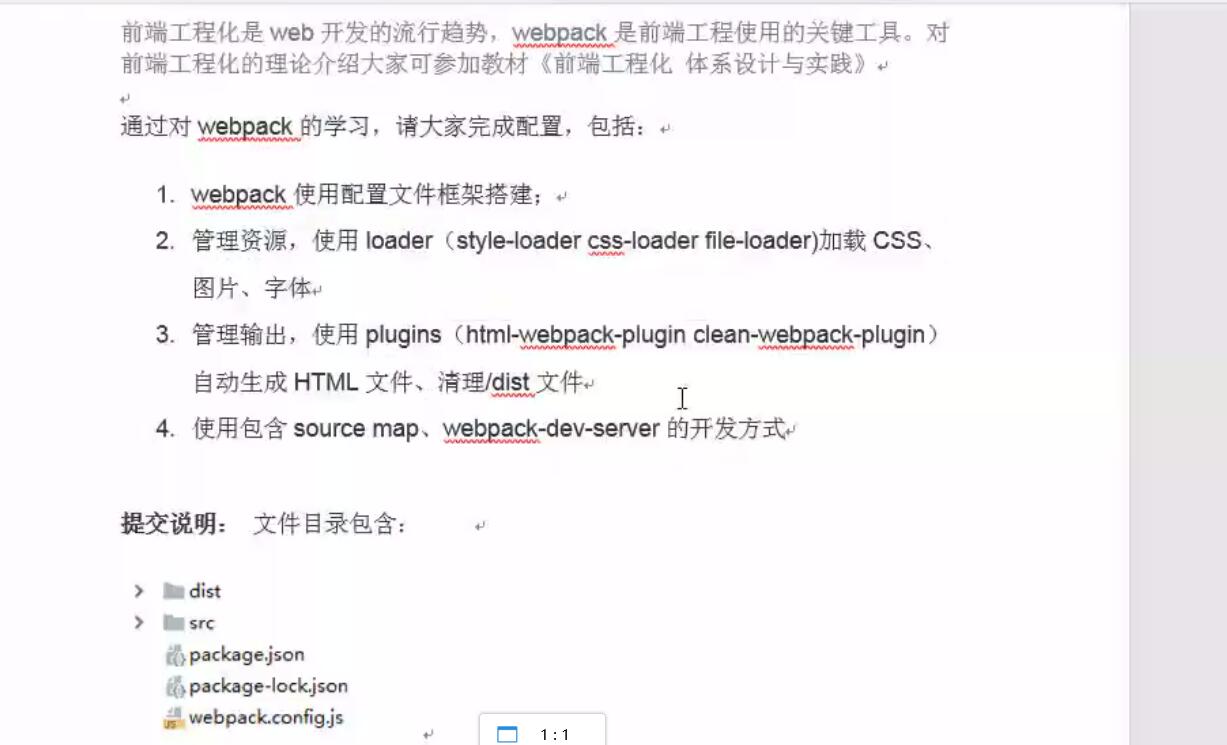 前端工程化是 web 开发的流行趋势，webpack 是前端工程使用的关键工具。对
前端工程化的理论介绍大家可参加教材《前端工程化 体系设计与实践》
通过对 webpack 的学习，请大家完成配置，包括：
1. webpack 使用配置文件框架搭建；
2. 管理资源，使用 loader（style-loader css-loader file-loader)加载 CSS、
图片、字体
3. 管理输出，使用 plugins（html-webpack-plugin clean-webpack-plugin）
自动生成 HTML 文件、清理/dist 文件
4. 使用包含 source map、webpack-dev-server 的开发方式
提交说明： 文件目录包含：
dist
src
package.json
package-lock.json
webpack.config.js
1:1